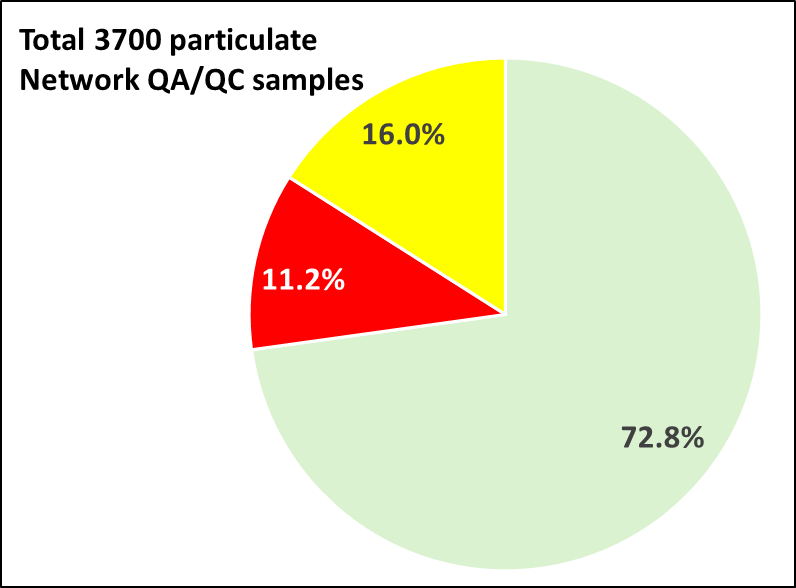 Total 3700 particulate
Network QA/QC samples
16.0%
11.2%
72.8%